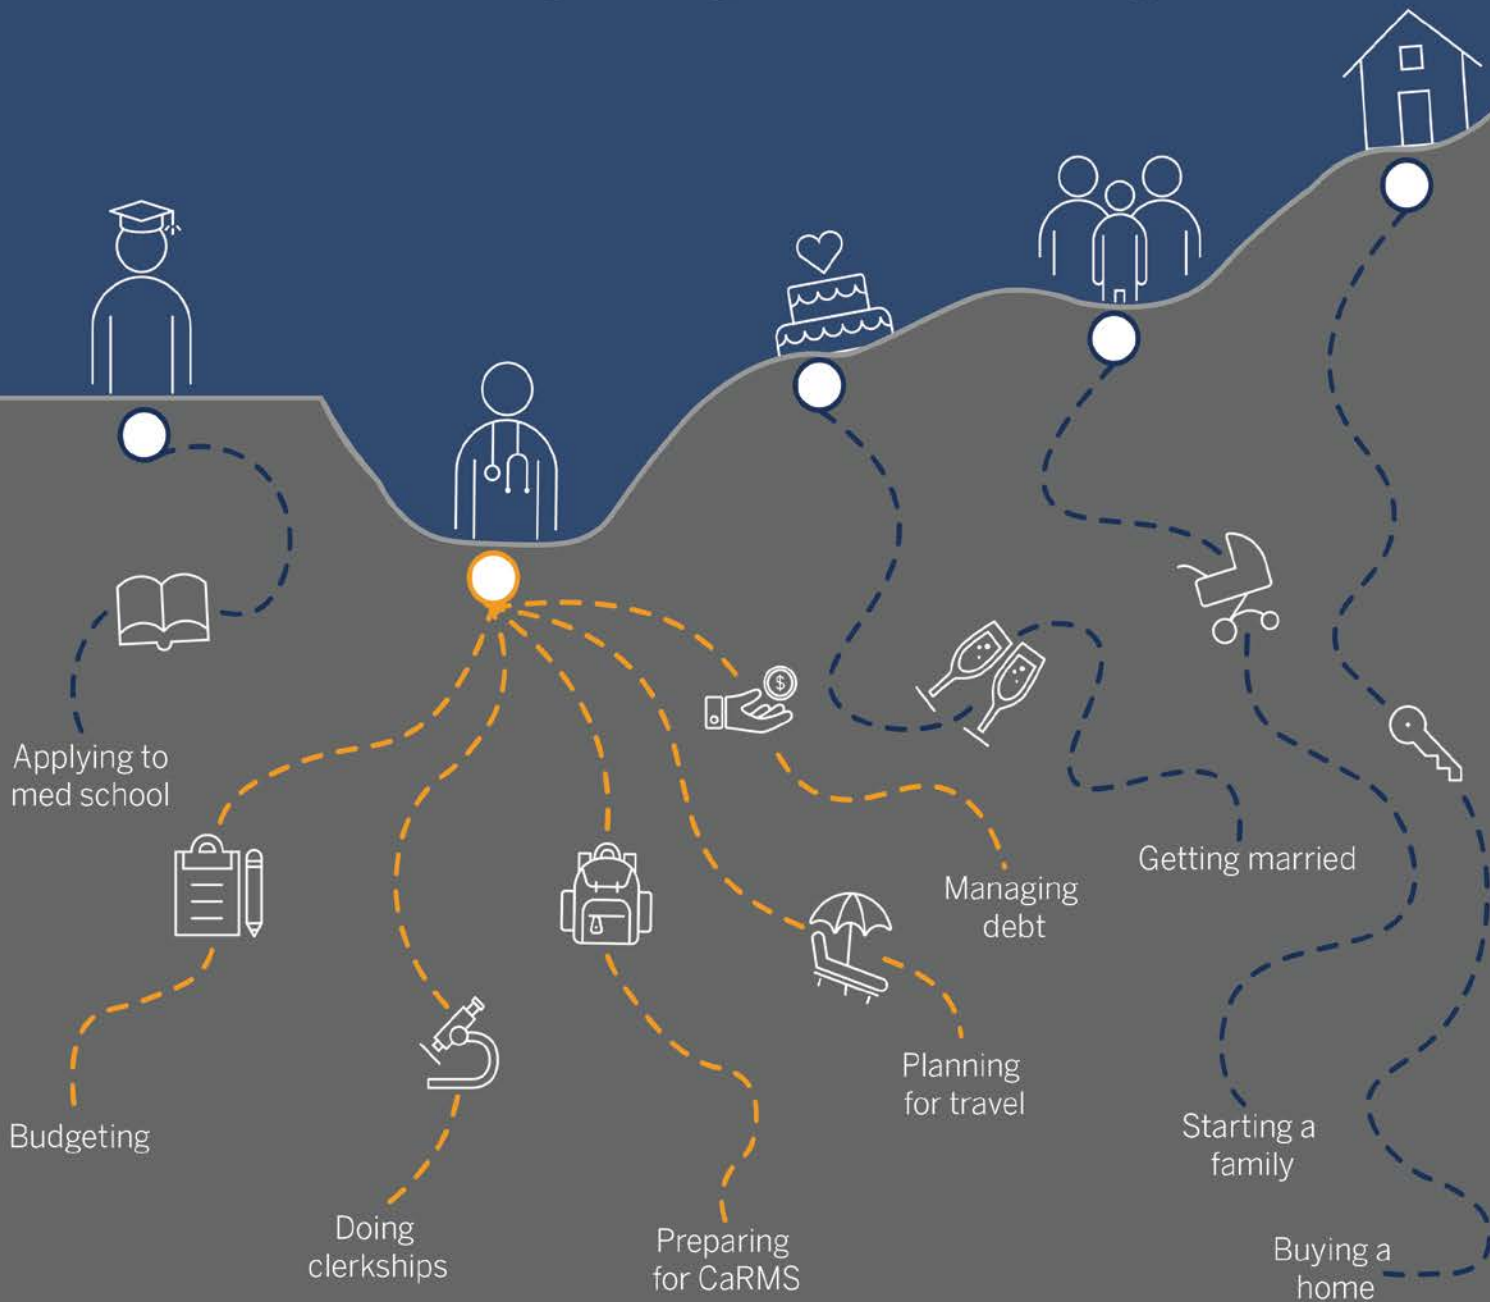 Applying to
med school
Budgeting
Doing
clerkships
Preparing
for CaRMS
Planning
for travel
$
Managing
debt
Getting married
Starting a
family
Buying a
home